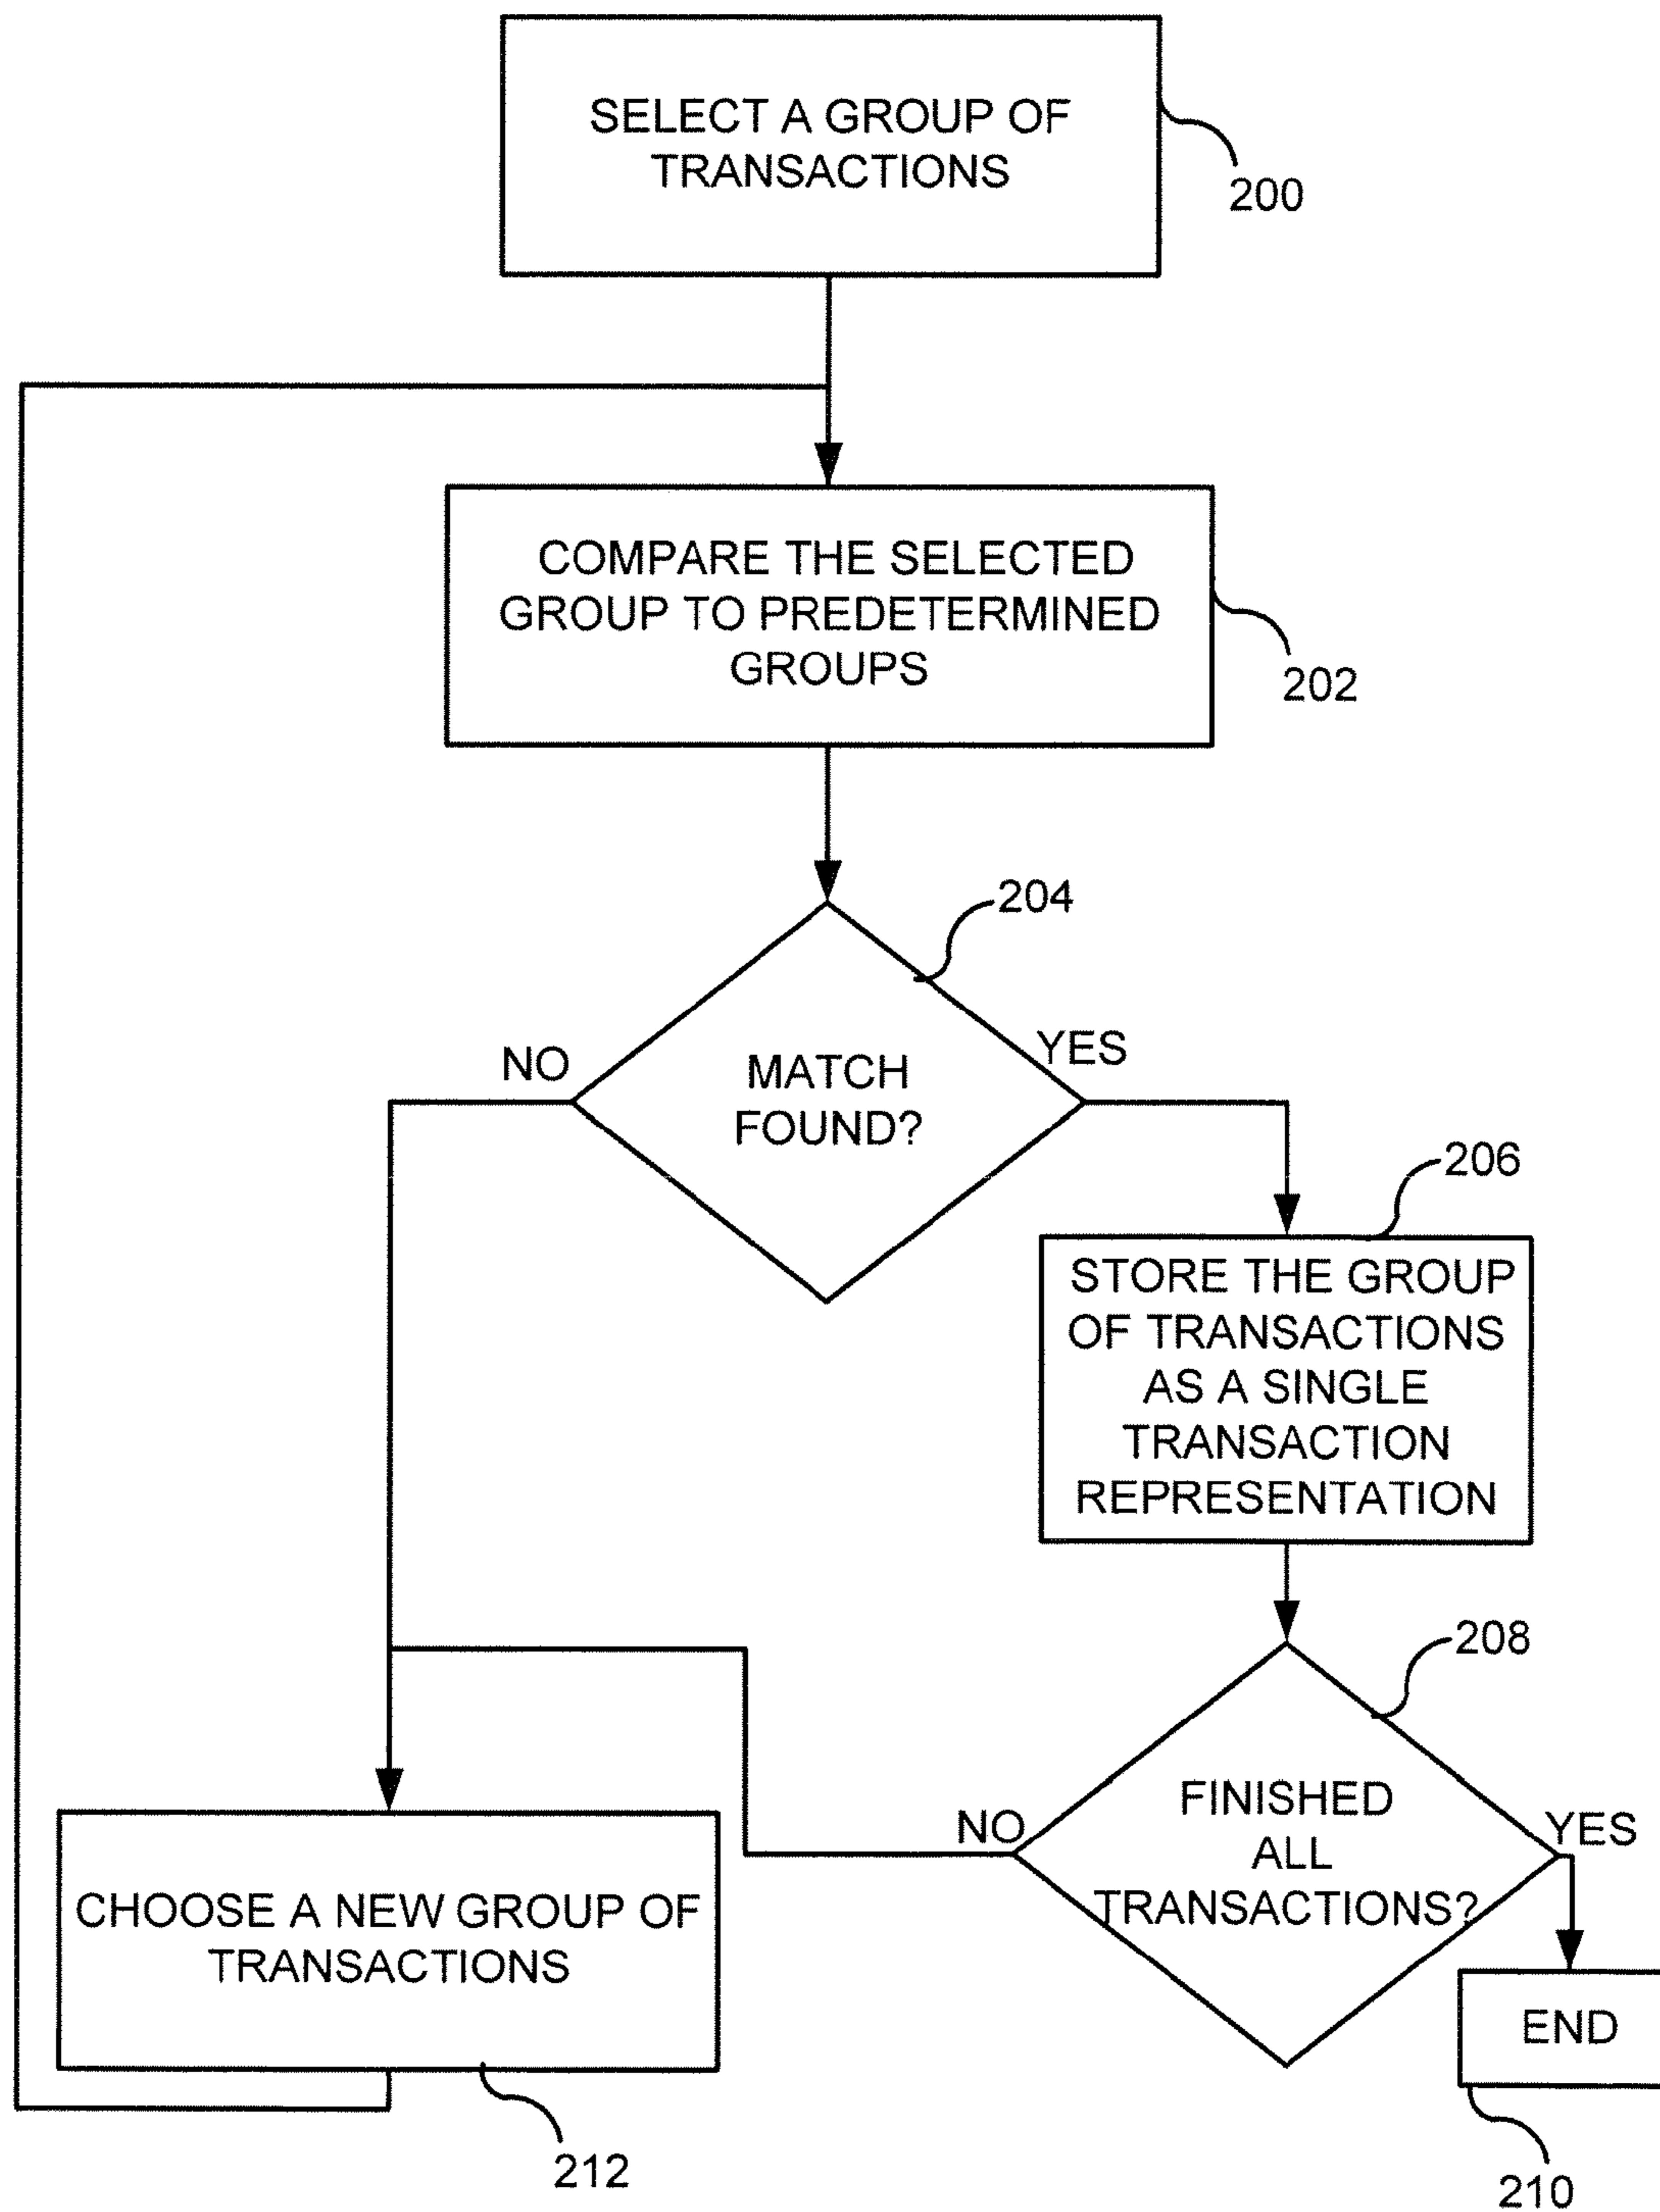 SELECT A GROUP OF
TRANSACTIONS
200
COMPARE THE SELECTED
GROUP TO PREDETERMINED
GROUPS
202
204
NO
YES
MATCH
FOUND?
206
STORE THE GROUP
OF TRANSACTIONS
AS A SINGLE
TRANSACTION
REPRESENTATION
208
NO
FINISHED
ALL
TRANSACTIONS?
YES
CHOOSE A NEW GROUP OF
TRANSACTIONS
END
212
210